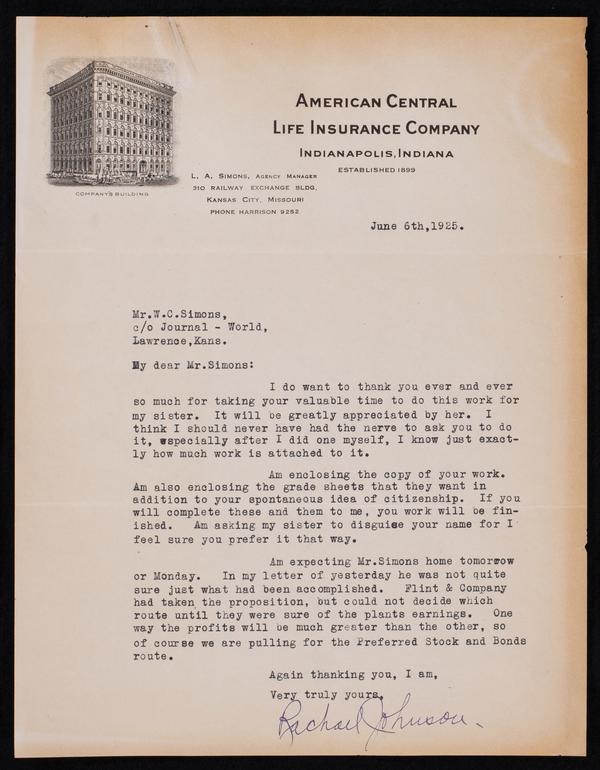 AMERICAN CENTRAL
LIFE INSURANCE COMPANY
INDIANAPOLIS, INDIANA
ESTABLISHED 1899
COMPANY'S BUILDING
L. A. SIMONS, AGENCY MANAGER
310 RAILWAY EXCHANGE BLDG.
KANSAS CITY, MISSOURI
PHONE HARRISON 9252
June 6th,1925.
Mr.W.C.Simons,
c/o Journal - World,
Lawrence,Kans.
My dear Mr.Simons:
I do want to thank you ever and ever
so much for taking your valuable time to do this work for
my sister. It will be greatly appreciated by her. I
think I should never have had the nerve to ask you to do
it, especially after I did one myself, I know just exact-
ly how much work is attached to it.
Am enclosing the copy of your work.
Am also enclosing the grade sheets that they want in
addition to your spontaneous idea of citizenship. If you
will complete these and them to me, you work will be fin-
ished. Am asking my sister to disguise your name for I
feel sure you prefer it that way.
Am expecting Mr.Simons home tomorrow
or Monday. In my letter of yesterday he was not quite
sure just what had been accomplished. Flint & Company
had taken the proposition, but could not decide which
route until they were sure of the plants earnings. One
way the profits will be much greater than the other, so
of course we are pulling for the Preferred Stock and Bonds
route.
Again thanking you, I am,
Very truly yours,
Rachael Johnson.